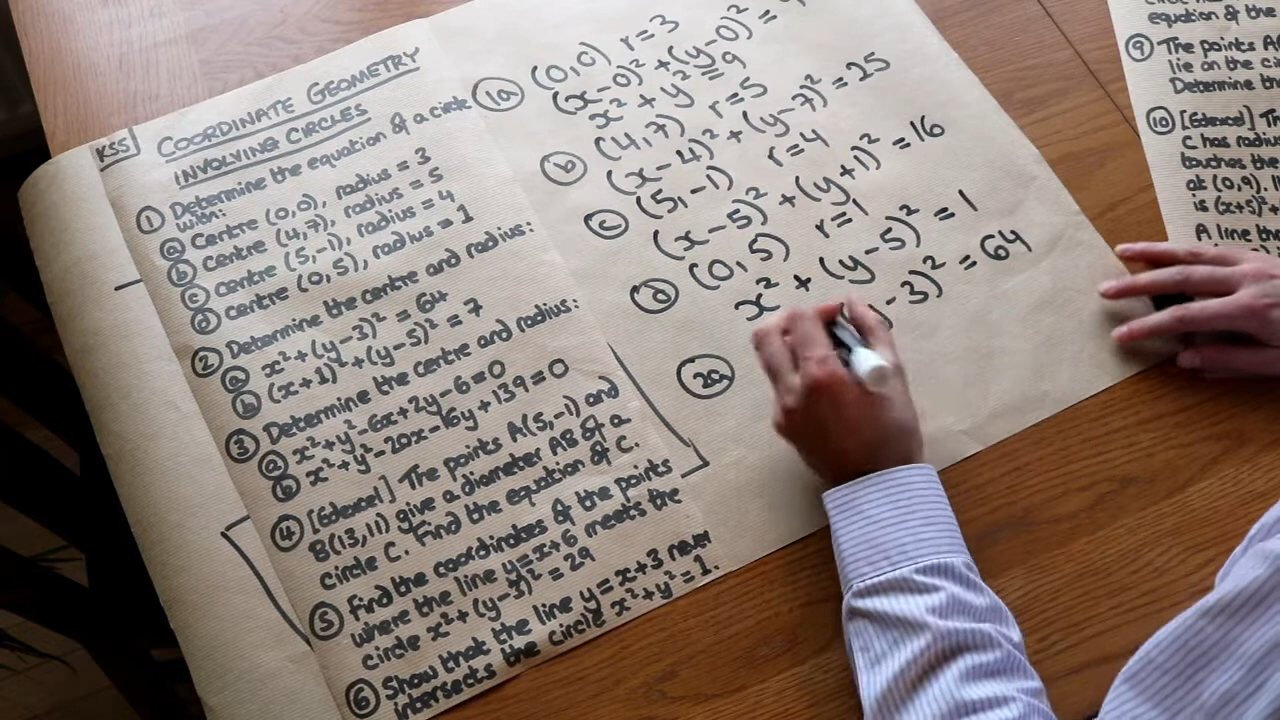 KS5
COORDINATE GEOMETRY
INVOLVING CIRCLES
1 Determine the equation of a circle
with:
a Centre (0,0), radius = 3
b centre (4,7), radius = 5
c centre (5,-1), radius = 4
d centre (0,5), radius = 1
2 Determine the centre and radius:
a x²+(y-3)² = 64
b (x+1)²+(y-5)² = 7
3 Determine the centre and radius:
a x²+y²-6x+2y-6=0
b x²+y²-20x-16y+139=0
4 [Edexcel] The points A(5,-1) and
B(13,11) give a diameter AB of a
circle C. Find the equation of C.
5 Find the coordinates of the points
where the line y=x+6 meets the
circle x²+(y-3)² = 29
6 Show that the line y=x+3 never
intersects the circle x²+y²=1.
1a (0,0) r=3
(x-0)²+(y-0)² =
x²+y² = 9
b (4,7) r=5
(x-4)² + (y-7)² = 25
c (5,-1) r=4
(x-5)² + (y+1)² = 16
d (0,5) r=1
x² + (y-5)² = 1
2a -3)² = 64
equation of the
9 The points
lie on the
Determine
10 [Edexcel]
C has
touches the
at (0,9).
is (x+5)²+
A line